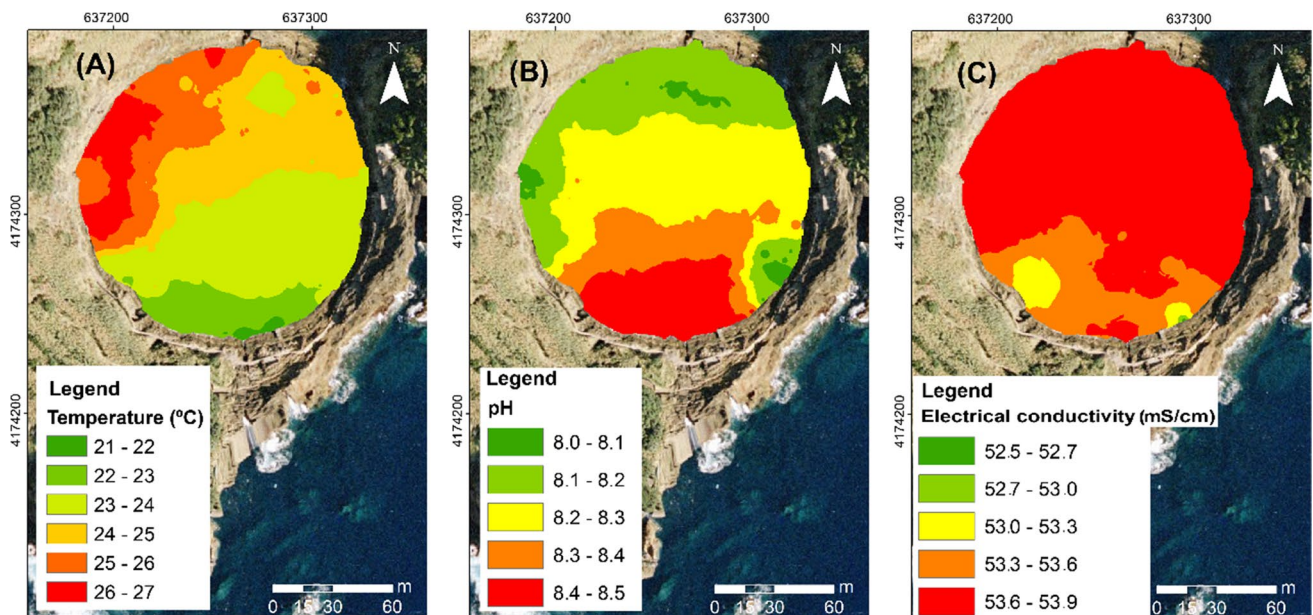 637200 637300
(A)
N
4174300
4174200
Legend
Temperature (ºC)
21 - 22
22 - 23
23 - 24
24 - 25
25 - 26
26 - 27
0 15 30 60 m
637200 637300
(B)
N
4174300
4174200
Legend
pH
8.0 - 8.1
8.1 - 8.2
8.2 - 8.3
8.3 - 8.4
8.4 - 8.5
0 15 30 60 m
637200 637300
(C)
N
4174300
4174200
Legend
Electrical conductivity (mS/cm)
52.5 - 52.7
52.7 - 53.0
53.0 - 53.3
53.3 - 53.6
53.6 - 53.9
0 15 30 60 m